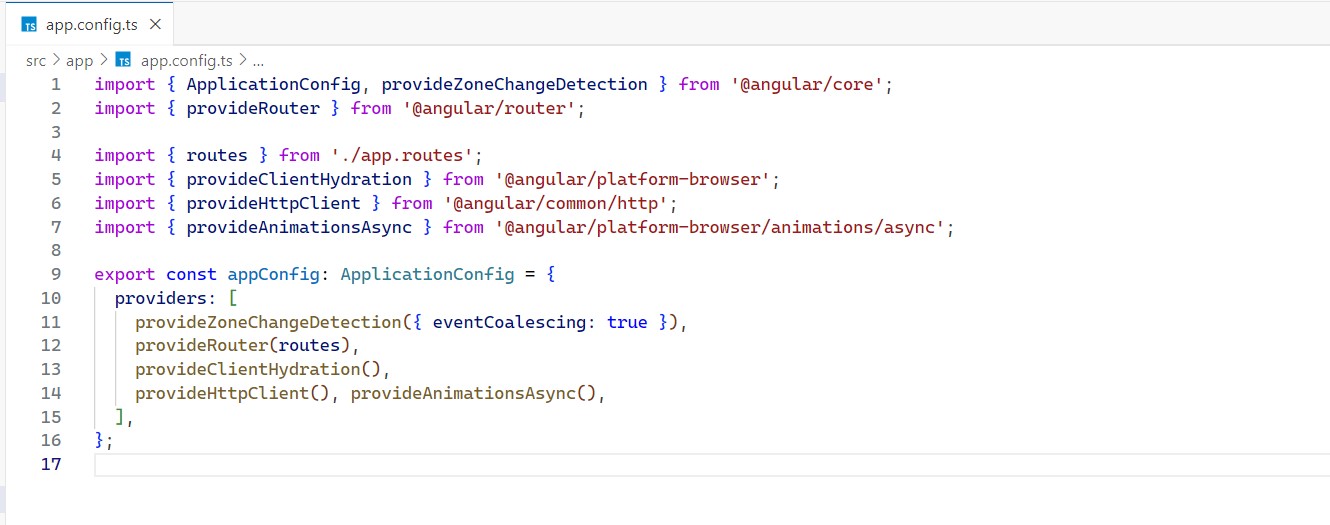 TS app.config.ts ×
src > app > TS app.config.ts > ...
1 import { ApplicationConfig, provideZoneChangeDetection } from '@angular/core';
2 import { provideRouter } from '@angular/router';
3
4 import { routes } from './app.routes';
5 import { provideClientHydration } from '@angular/platform-browser';
6 import { provideHttpClient } from '@angular/common/http';
7 import { provideAnimationsAsync } from '@angular/platform-browser/animations/async';
8
9 export const appConfig: ApplicationConfig = {
10   providers: [
11     provideZoneChangeDetection({ eventCoalescing: true }),
12     provideRouter(routes),
13     provideClientHydration(),
14     provideHttpClient(), provideAnimationsAsync(),
15   ],
16 };
17